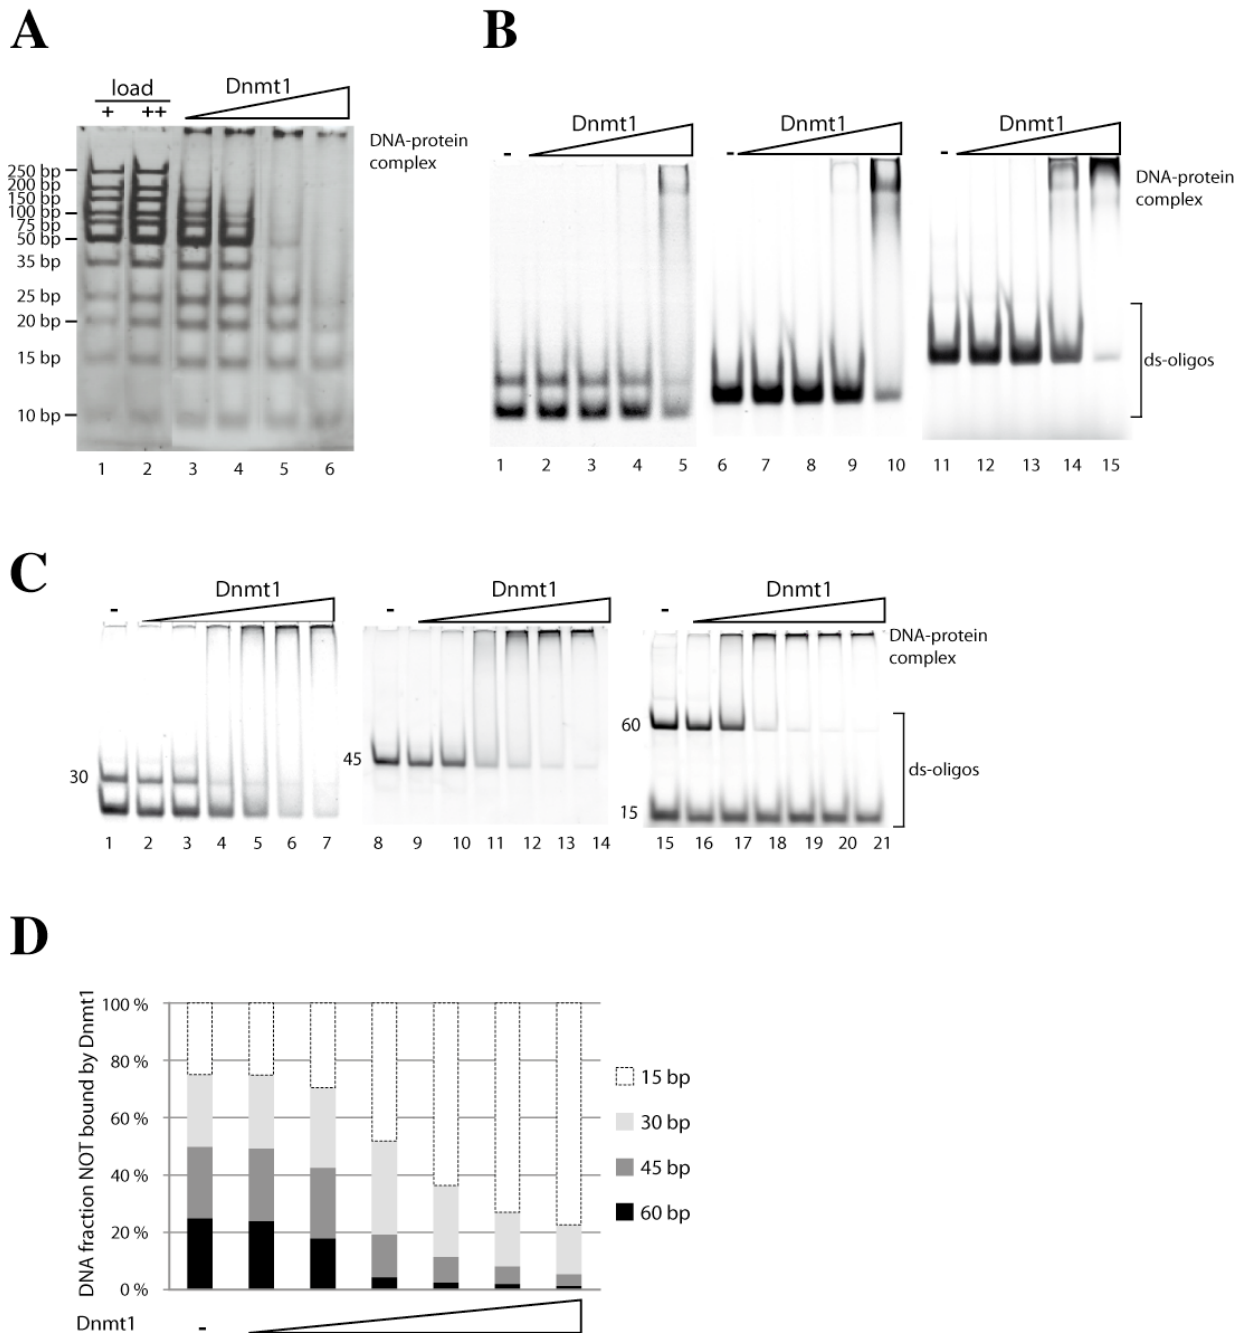 A
B
load
+ ++
Dnmt1
DNA-protein
complex
250 bp
200 bp
150 bp
100 bp
75 bp
50 bp
35 bp
25 bp
20 bp
15 bp
10 bp
1 2 3 4 5 6
Dnmt1 Dnmt1 Dnmt1
- - -
DNA-protein
complex
ds-oligos
1 2 3 4 5 6 7 8 9 10 11 12 13 14 15
C
Dnmt1 Dnmt1 Dnmt1
- - -
DNA-protein
complex
30
45
60
15
ds-oligos
1 2 3 4 5 6 7 8 9 10 11 12 13 14 15 16 17 18 19 20 21
D
DNA fraction NOT bound by Dnmt1
100 %
80 %
60 %
40 %
20 %
0 %
15 bp
30 bp
45 bp
60 bp
Dnmt1 -